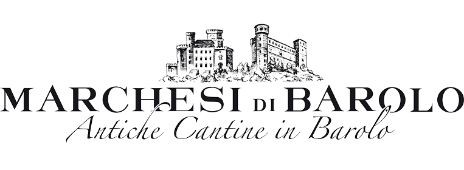 MARCHESI DI BAROLO
Antiche Cantine in Barolo